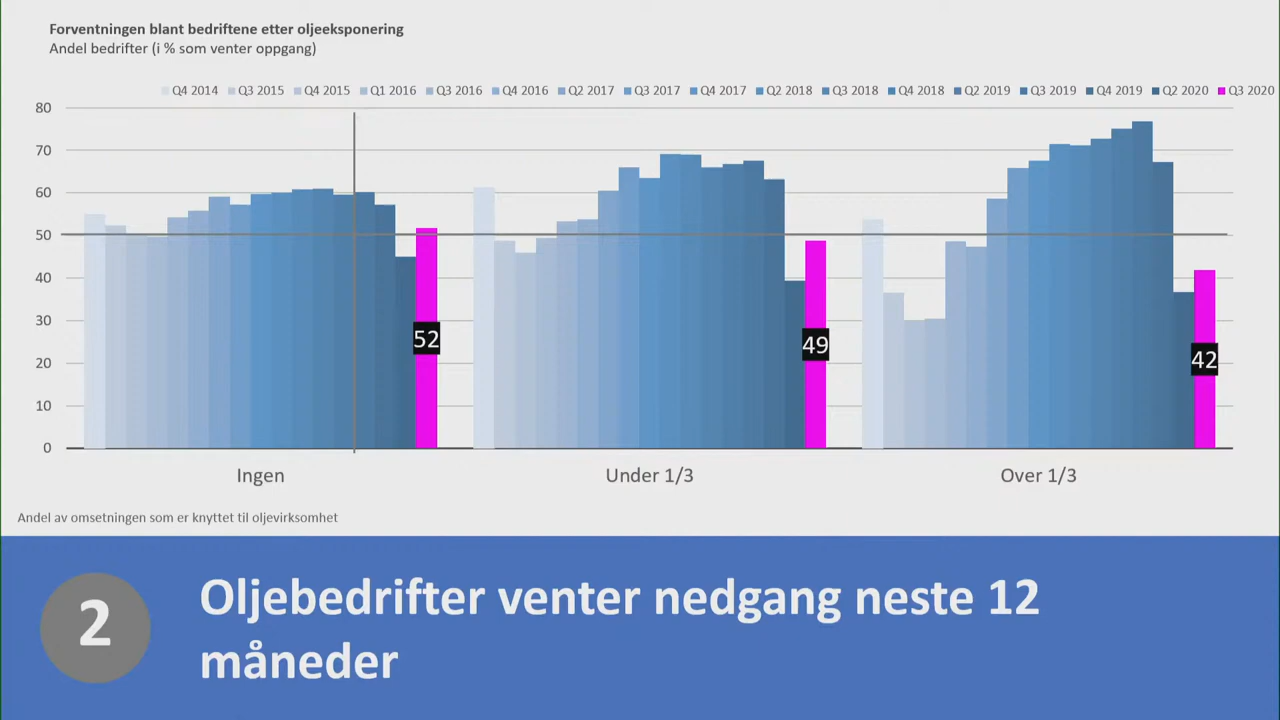 Forventningen blant bedriftene etter oljeeksponering
Andel bedrifter (i % som venter oppgang)
Q4 2014 Q3 2015 Q4 2015 Q1 2016 Q3 2016 Q4 2016 Q2 2017 Q3 2017 Q4 2017 Q2 2018 Q3 2018 Q4 2018 Q2 2019 Q3 2019 Q4 2019 Q2 2020 Q3 2020
80
70
60
50
40
30
20
10
0
52
49
42
Ingen Under 1/3 Over 1/3
Andel av omsetningen som er knyttet til oljevirksomhet
2
Oljebedrifter venter nedgang neste 12
måneder